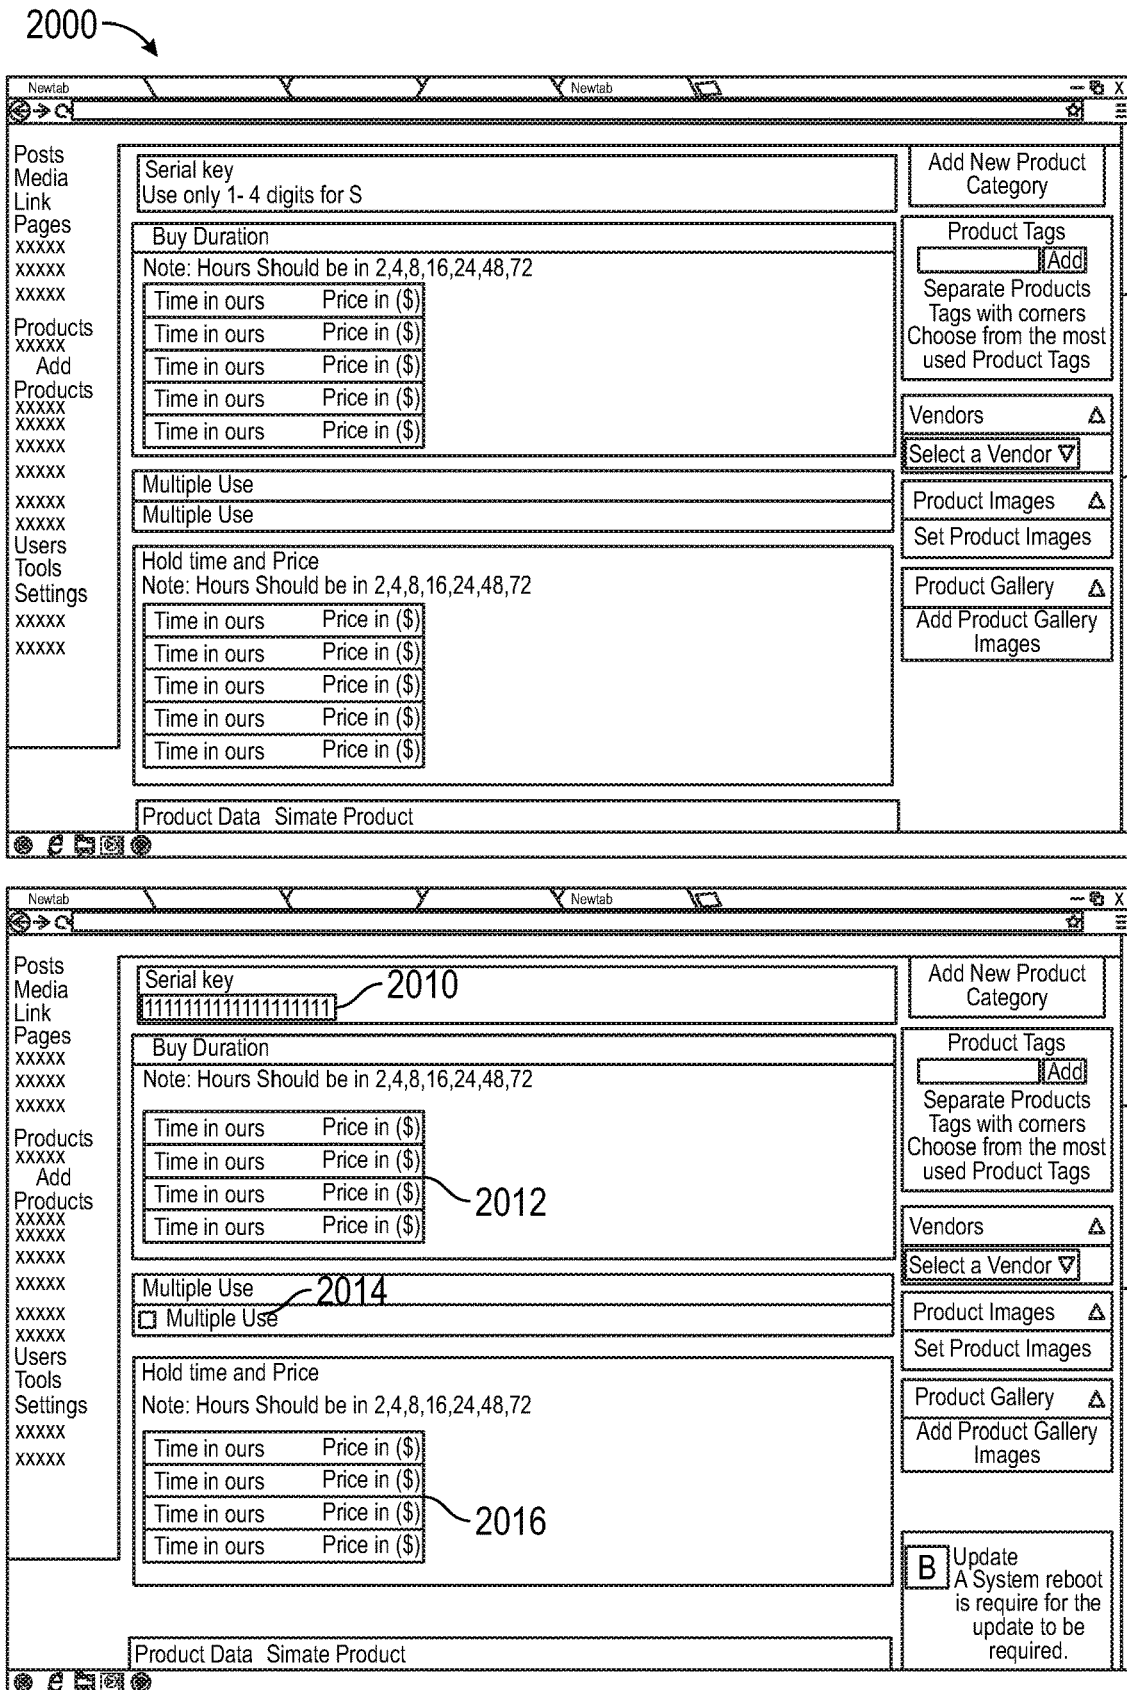 2000
Newtab
Newtab
X
Posts
Media
Link
Pages
xxxxx
xxxxx
xxxxx
Products
xxxxx
Add
Products
xxxxx
xxxxx
xxxxx
xxxxx
xxxxx
xxxxx
Users
Tools
Settings
xxxxx
xxxxx
Serial key
Use only 1- 4 digits for S
Buy Duration
Note: Hours Should be in 2,4,8,16,24,48,72
Time in ours Price in ($)
Time in ours Price in ($)
Time in ours Price in ($)
Time in ours Price in ($)
Time in ours Price in ($)
Multiple Use
Multiple Use
Hold time and Price
Note: Hours Should be in 2,4,8,16,24,48,72
Time in ours Price in ($)
Time in ours Price in ($)
Time in ours Price in ($)
Time in ours Price in ($)
Time in ours Price in ($)
Product Data Simate Product
Add New Product
Category
Product Tags
Add
Separate Products
Tags with corners
Choose from the most
used Product Tags
Vendors
Select a Vendor
Product Images
Set Product Images
Product Gallery
Add Product Gallery
Images
Newtab
Newtab
X
Posts
Media
Link
Pages
xxxxx
xxxxx
xxxxx
Products
xxxxx
Add
Products
xxxxx
xxxxx
xxxxx
xxxxx
xxxxx
xxxxx
Users
Tools
Settings
xxxxx
xxxxx
Serial key
2010
1111111111111111111
Buy Duration
Note: Hours Should be in 2,4,8,16,24,48,72
Time in ours Price in ($)
Time in ours Price in ($)
Time in ours Price in ($)
2012
Time in ours Price in ($)
Multiple Use
2014
Multiple Use
Hold time and Price
Note: Hours Should be in 2,4,8,16,24,48,72
Time in ours Price in ($)
Time in ours Price in ($)
Time in ours Price in ($)
2016
Time in ours Price in ($)
Product Data Simate Product
Add New Product
Category
Product Tags
Add
Separate Products
Tags with corners
Choose from the most
used Product Tags
Vendors
Select a Vendor
Product Images
Set Product Images
Product Gallery
Add Product Gallery
Images
B
Update
A System reboot
is require for the
update to be
required.